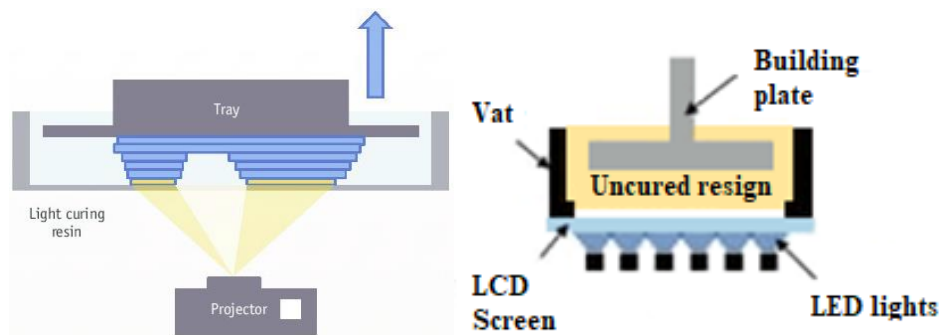 Tray
Light curing
resin
Projector
Building
plate
Vat
Uncured resign
LCD
Screen
LED lights